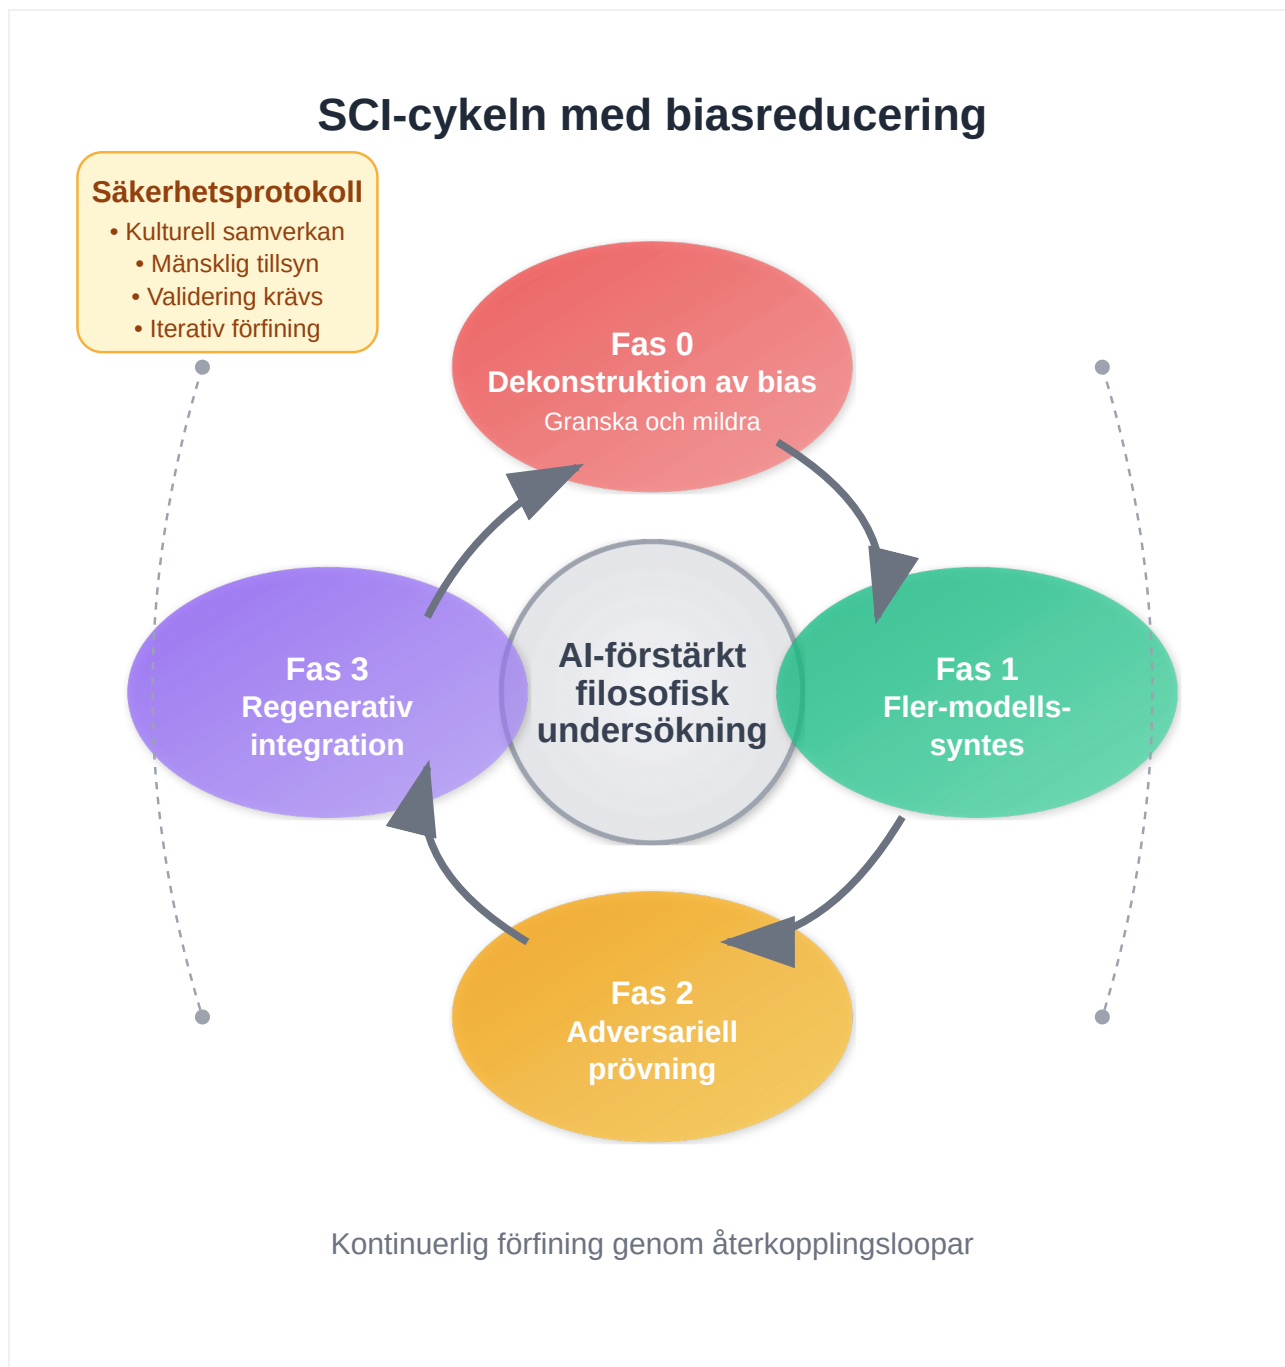 SCI-cykeln med biasreducering
Säkerhetsprotokoll
• Kulturell samverkan
• Mänsklig tillsyn
• Validering krävs
• Iterativ förfining
Fas 0
Dekonstruktion av bias
Granska och mildra
AI-förstärkt
filosofisk
undersökning
Fas 1
Fler-modells-
syntes
Fas 2
Adversariell
prövning
Fas 3
Regenerativ
integration
Kontinuerlig förfining genom återkopplingsloopar